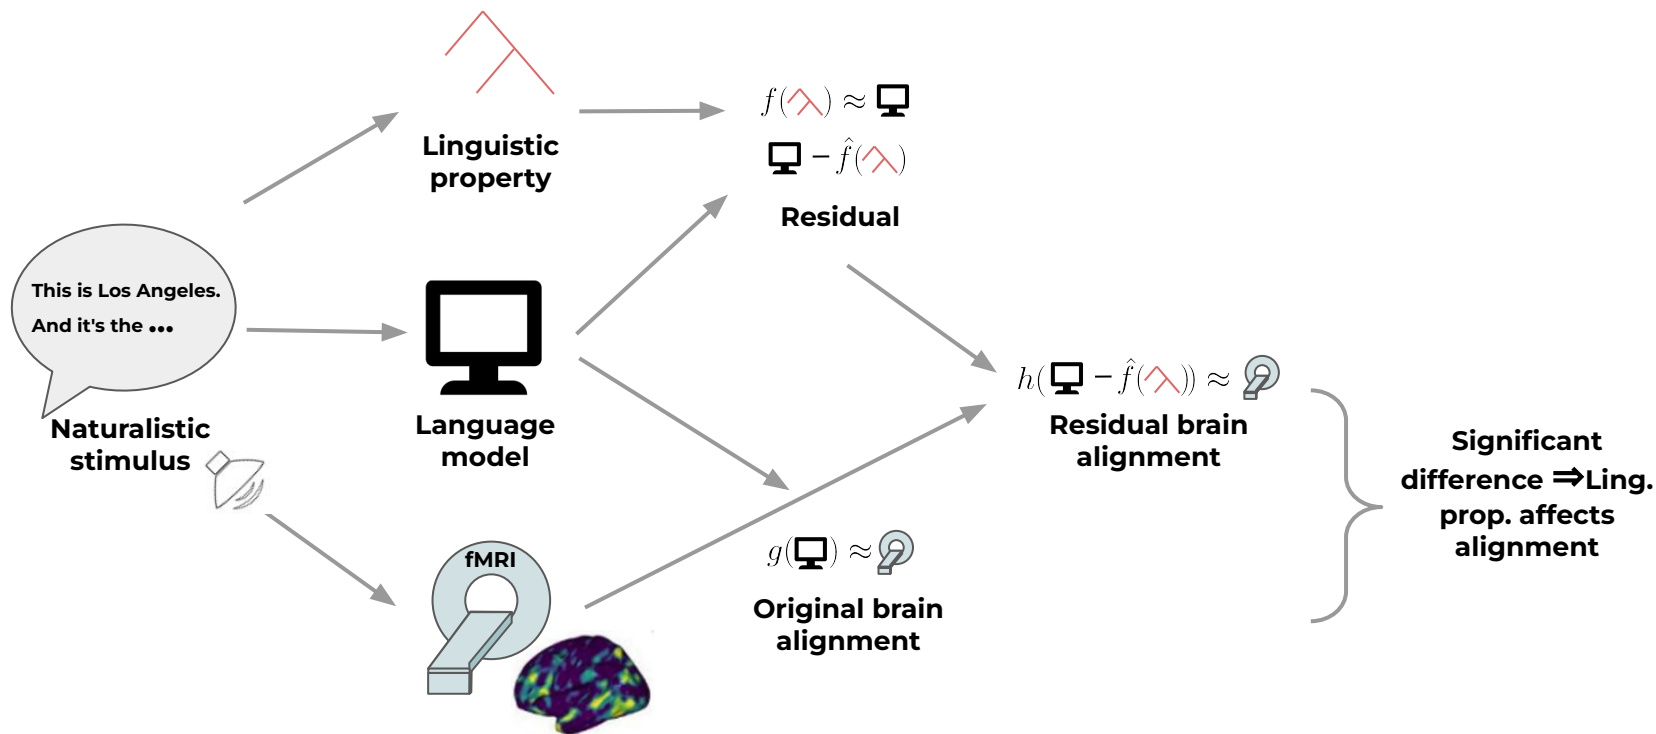 This is Los Angeles.
And it's the ...
Naturalistic
stimulus
Linguistic
property
Language
model
fMRI
f( ) ≈
− f̂( )
Residual
g( ) ≈
Original brain
alignment
h( − f̂( )) ≈
Residual brain
alignment
Significant
difference ⇒Ling.
prop. affects
alignment